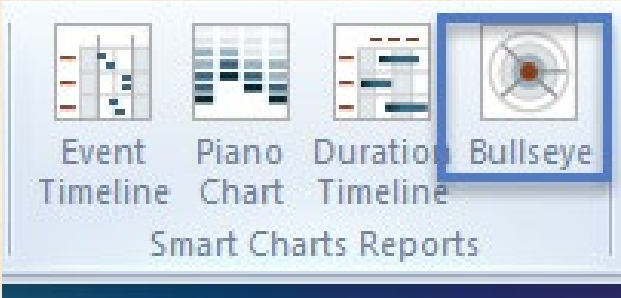 Event Timeline
Piano Chart
Duration Timeline
Bullseye
Smart Charts Reports